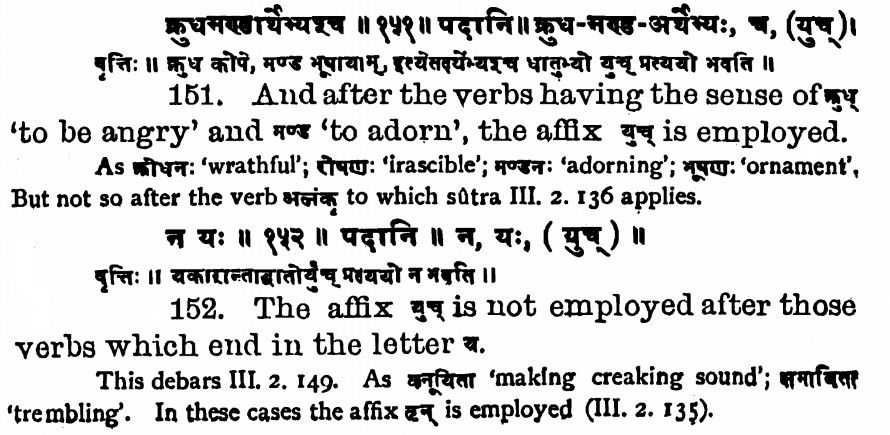 क्रुधमण्डार्थेभ्यश्च ॥ १५१ ॥ पदानि ॥ क्रुध-मण्ड-अर्थेभ्यः, च, (युच्)।
वृत्तिः ॥ क्रुध कोपे, मण्ड भूषायाम्, इत्येतदर्थेभ्यश्च धातुभ्यो युच् प्रत्ययो भवति ॥
151. And after the verbs having the sense of क्रुध्
'to be angry' and मण्ड 'to adorn', the affix युच् is employed.
As क्रोधनः 'wrathful'; रोषणः 'irascible'; मण्डनः 'adorning'; भूषणः 'ornament',
But not so after the verb अलंकृ to which sûtra III. 2. 136 applies.
न यः ॥ १५२ ॥ पदानि ॥ न, यः, ( युच् ) ॥
वृत्तिः ॥ यकारान्ताद्धातोर्युच् प्रत्ययो न भवति ॥
152. The affix युच् is not employed after those
verbs which end in the letter य.
This debars III. 2. 149. As क्नूयिता 'making creaking sound'; क्ष्मायिता
'trembling'. In these cases the affix तृन् is employed (III. 2. 135).